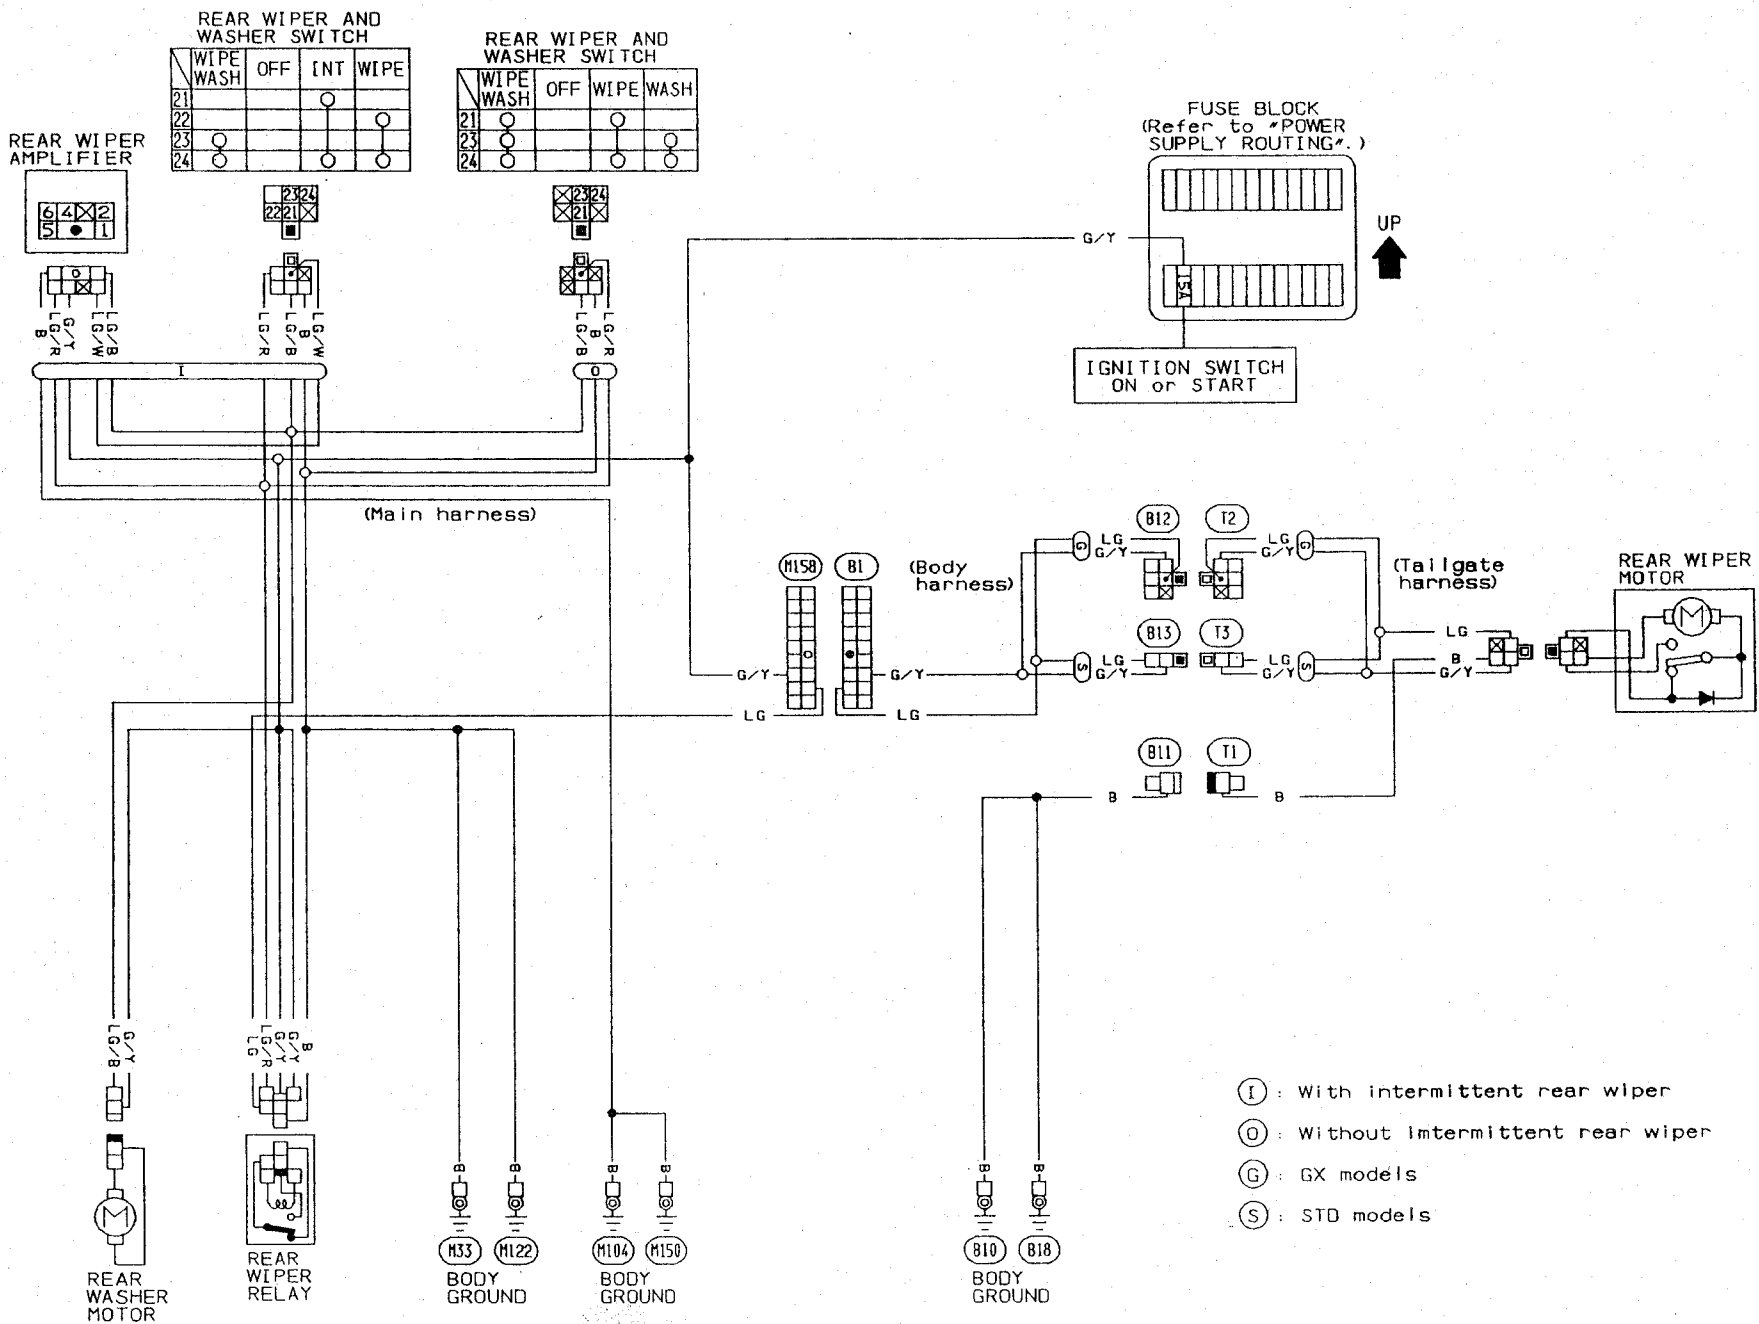 REAR WIPER AND
WASHER SWITCH
WIPE WASH OFF INT WIPE
21
22
23
24
REAR WIPER AND
WASHER SWITCH
WIPE WASH OFF WIPE WASH
21
23
24
REAR WIPER
AMPLIFIER
6 4 2
5 1
23 24
22 21
23 24
21
FUSE BLOCK
(Refer to "POWER
SUPPLY ROUTING".)
UP
G/Y
15A
IGNITION SWITCH
ON or START
B
LG/R
G/Y
LG/W
LG/B
LG/R
LG/B
B
LG/W
LG/B
B
LG/R
I
O
(Main harness)
M158
B1
(Body
harness)
B12
T2
G
LG
G/Y
LG
G/Y
G
(Tailgate
harness)
REAR WIPER
MOTOR
M
B13
T3
S
LG
G/Y
LG
G/Y
S
LG
B
G/Y
G/Y
G/Y
LG
LG
B11
T1
B
B
LG/B
G/Y
LG
LG/R
G/Y
G/Y
B
M
REAR
WASHER
MOTOR
REAR
WIPER
RELAY
B
B
B
B
B
B
M33
M122
M104
M150
B10
B18
BODY
GROUND
BODY
GROUND
BODY
GROUND
I : With intermittent rear wiper
O : Without imtermittent rear wiper
G : GX models
S : STD models